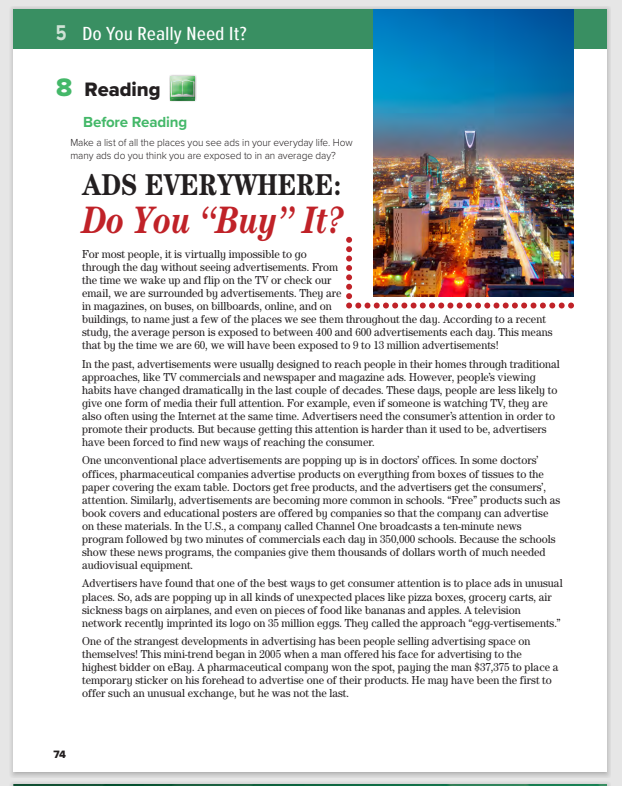 5 Do You Really Need It?
8 Reading
Before Reading
Make a list of all the places you see ads in your everyday life. How
many ads do you think you are exposed to in an average day?
ADS EVERYWHERE:
Do You “Buy” It?
For most people, it is virtually impossible to go
through the day without seeing advertisements. From
the time we wake up and flip on the TV or check our
email, we are surrounded by advertisements. They are
in magazines, on buses, on billboards, online, and on
buildings, to name just a few of the places we see them throughout the day. According to a recent
study, the average person is exposed to between 400 and 600 advertisements each day. This means
that by the time we are 60, we will have been exposed to 9 to 13 million advertisements!
In the past, advertisements were usually designed to reach people in their homes through traditional
approaches, like TV commercials and newspaper and magazine ads. However, people’s viewing
habits have changed dramatically in the last couple of decades. These days, people are less likely to
give one form of media their full attention. For example, even if someone is watching TV, they are
also often using the Internet at the same time. Advertisers need the consumer’s attention in order to
promote their products. But because getting this attention is harder than it used to be, advertisers
have been forced to find new ways of reaching the consumer.
One unconventional place advertisements are popping up is in doctors’ offices. In some doctors’
offices, pharmaceutical companies advertise products on everything from boxes of tissues to the
paper covering the exam table. Doctors get free products, and the advertisers get the consumers’,
attention. Similarly, advertisements are becoming more common in schools. “Free” products such as
book covers and educational posters are offered by companies so that the company can advertise
on these materials. In the U.S., a company called Channel One broadcasts a ten-minute news
program followed by two minutes of commercials each day in 350,000 schools. Because the schools
show these news programs, the companies give them thousands of dollars worth of much needed
audiovisual equipment.
Advertisers have found that one of the best ways to get consumer attention is to place ads in unusual
places. So, ads are popping up in all kinds of unexpected places like pizza boxes, grocery carts, air
sickness bags on airplanes, and even on pieces of food like bananas and apples. A television
network recently imprinted its logo on 35 million eggs. They called the approach “egg-vertisements.”
One of the strangest developments in advertising has been people selling advertising space on
themselves! This mini-trend began in 2005 when a man offered his face for advertising to the
highest bidder on eBay. A pharmaceutical company won the spot, paying the man $37,375 to place a
temporary sticker on his forehead to advertise one of their products. He may have been the first to
offer such an unusual exchange, but he was not the last.
74